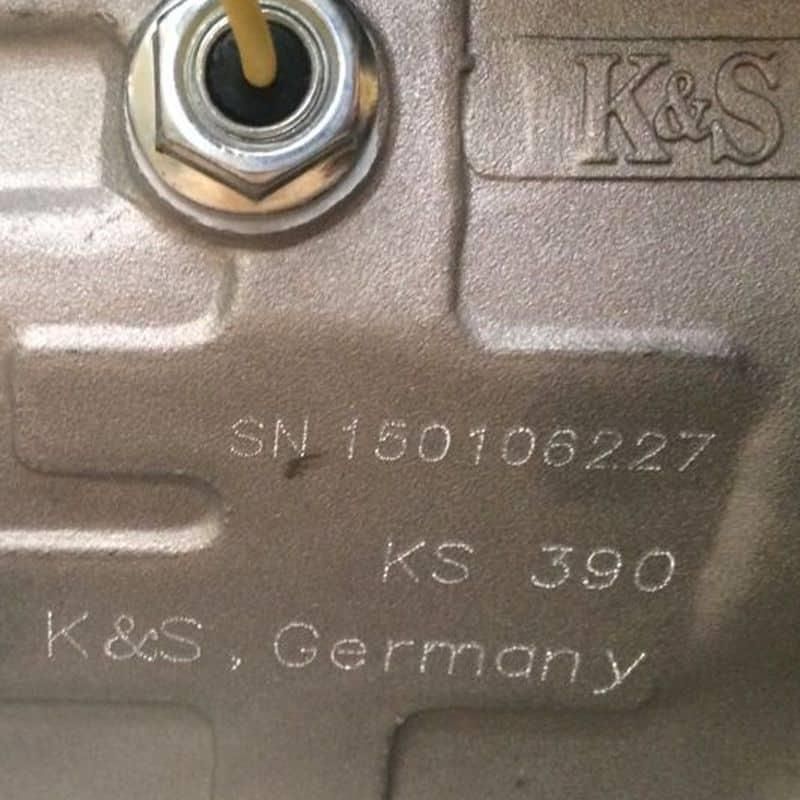 K&S
SN 150106227
KS 390
K&S, Germany